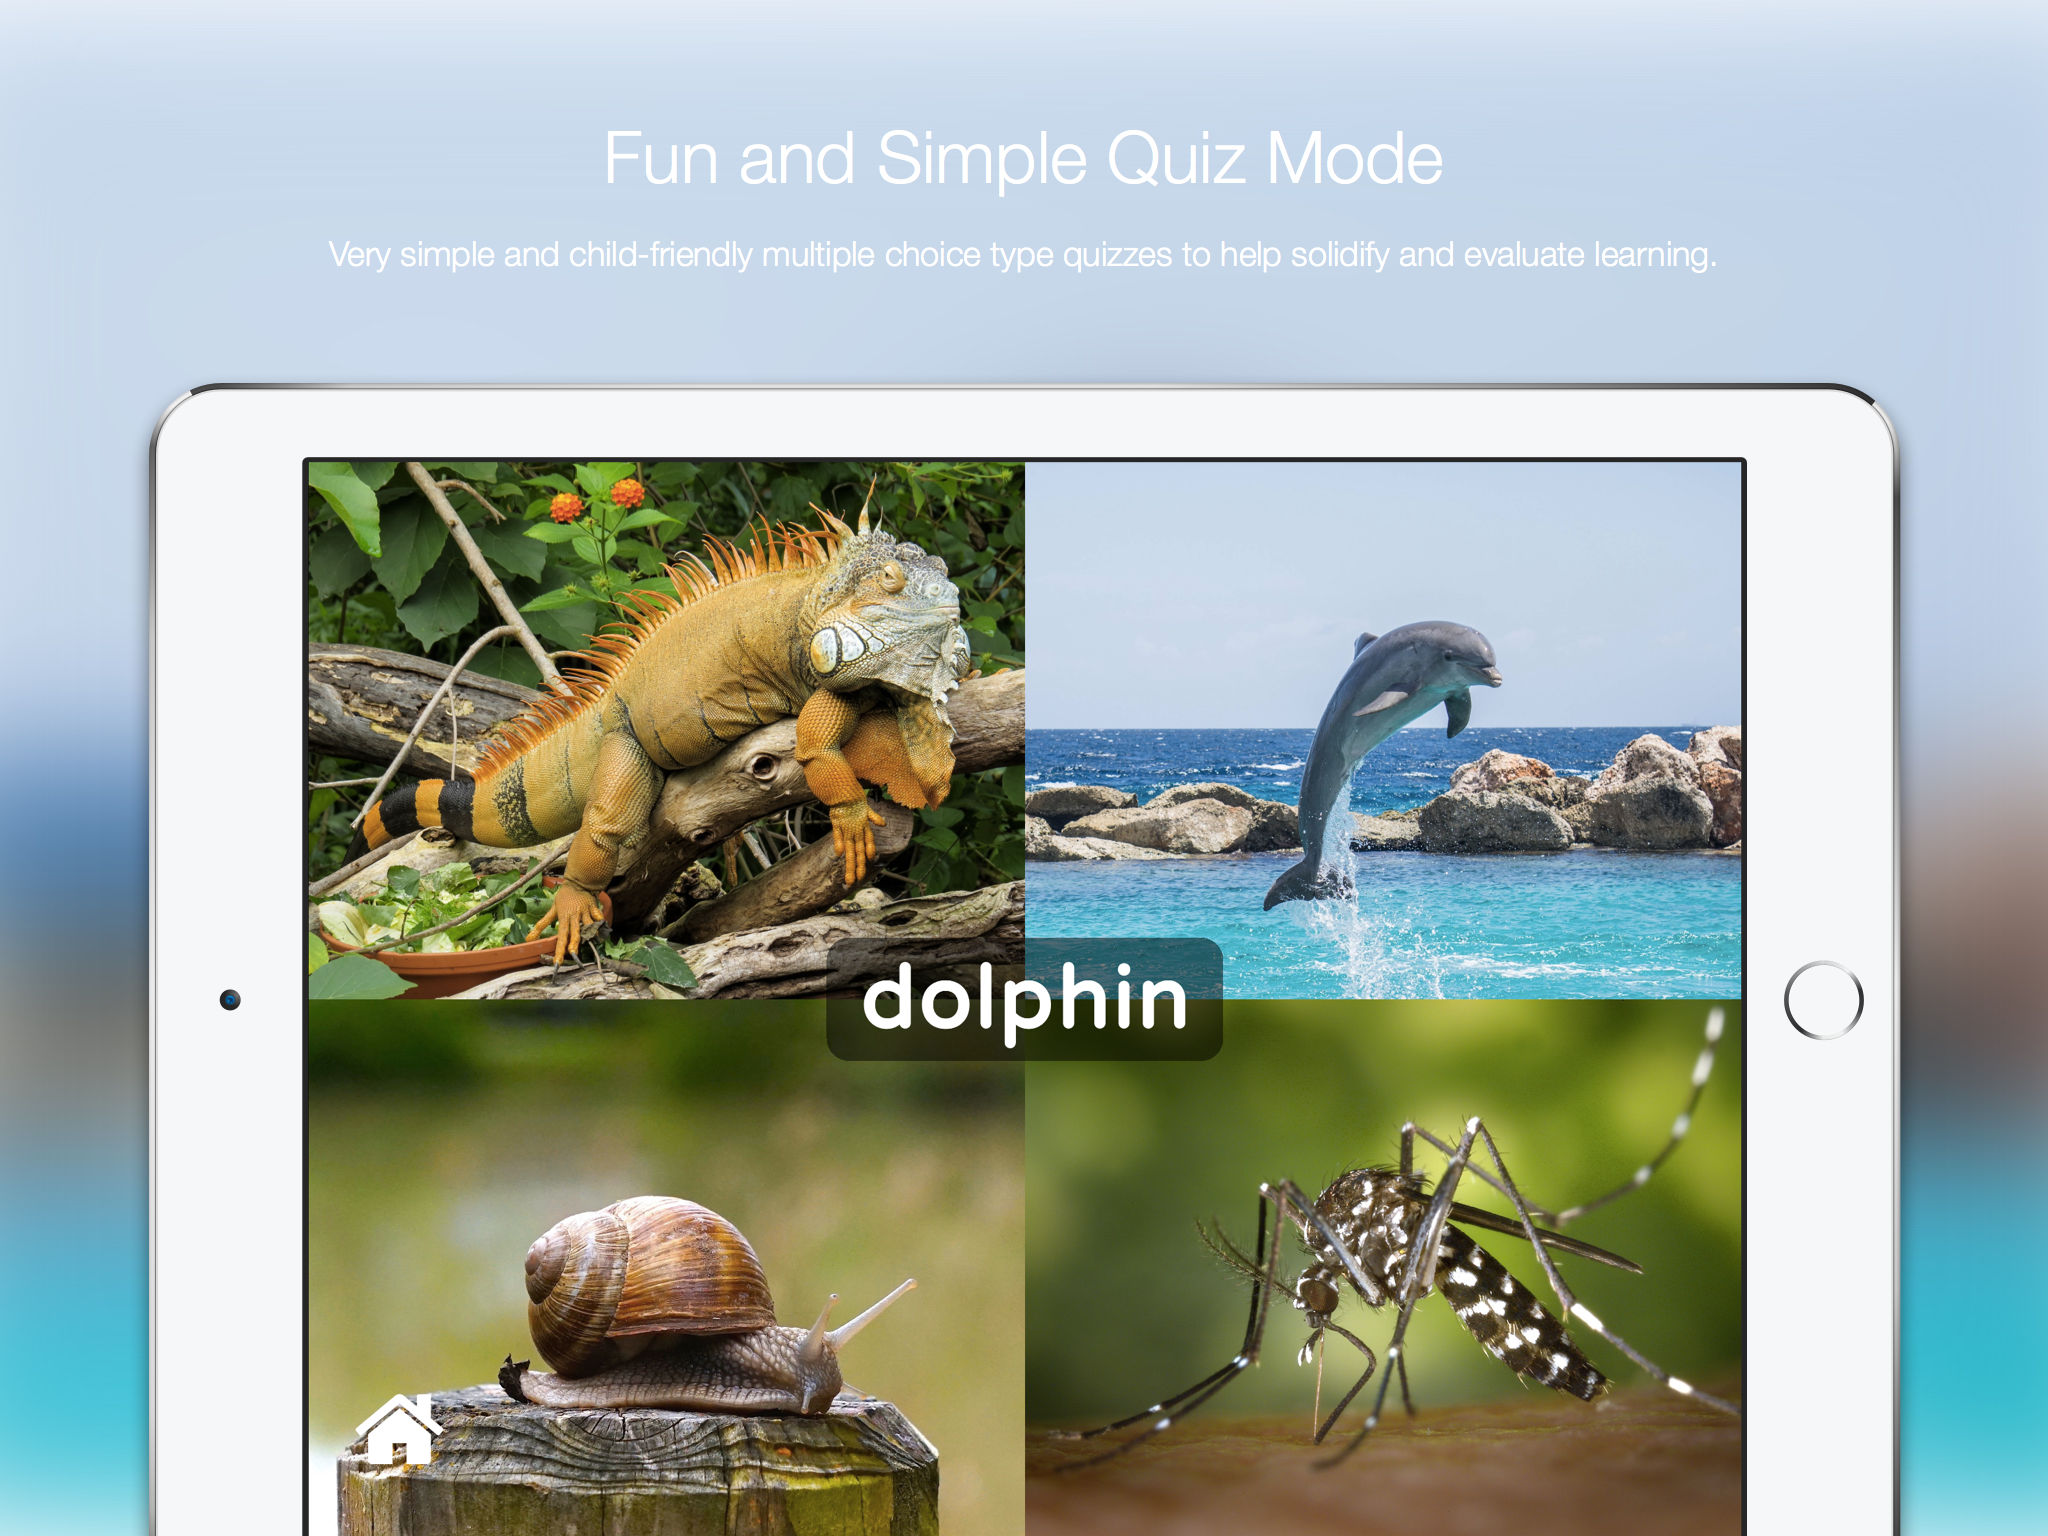 Fun and Simple Quiz Mode
Very simple and child-friendly multiple choice type quizzes to help solidify and evaluate learning.
dolphin